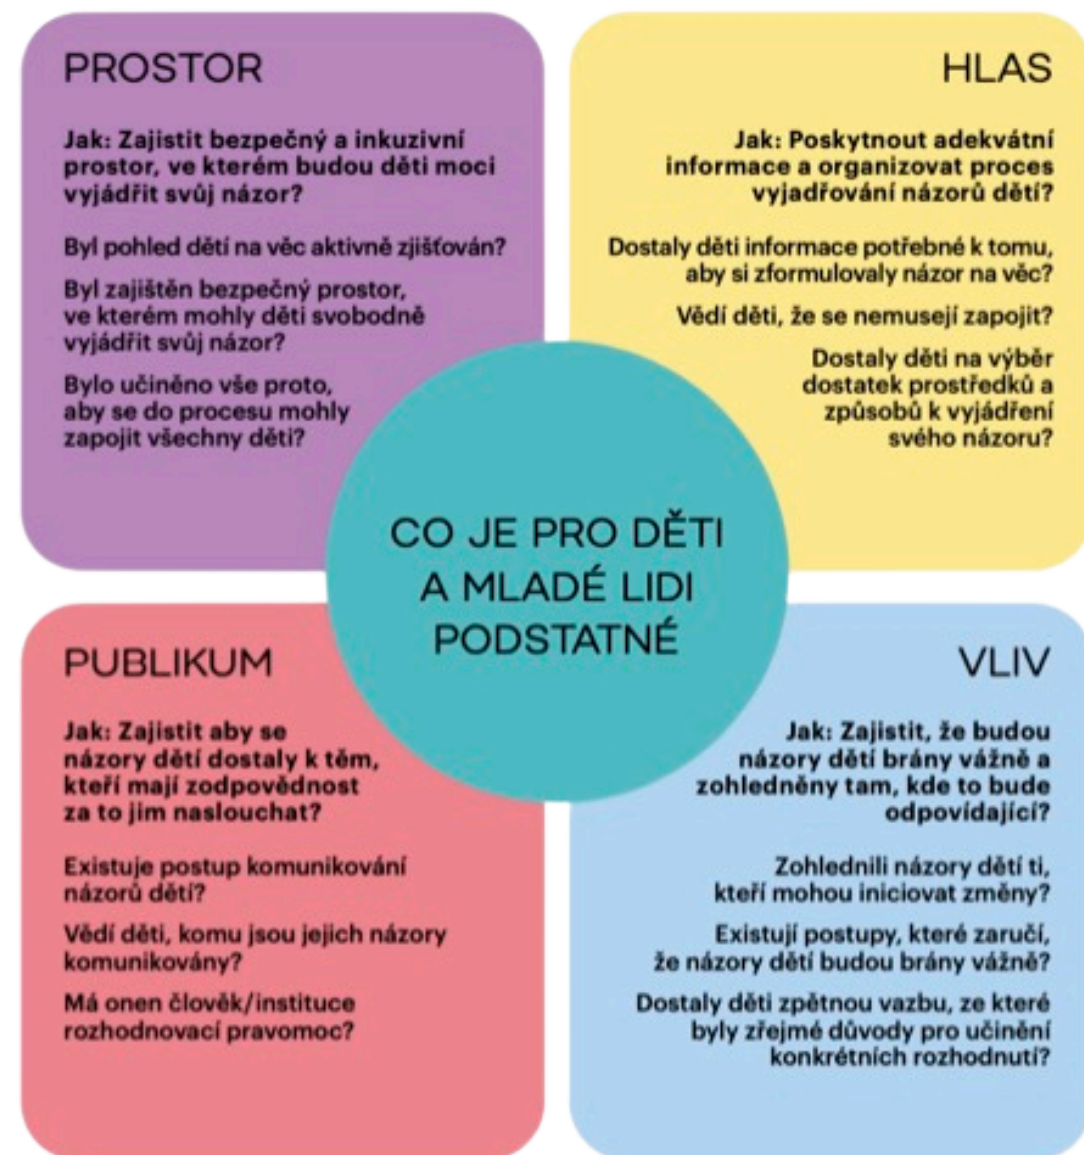 PROSTOR
Jak: Zajistit bezpečný a inkuzivní
prostor, ve kterém budou děti moci
vyjádřit svůj názor?
Byl pohled dětí na věc aktivně zjišťován?
Byl zajištěn bezpečný prostor,
ve kterém mohly děti svobodně
vyjádřit svůj názor?
Bylo učiněno vše proto,
aby se do procesu mohly
zapojit všechny děti?
HLAS
Jak: Poskytnout adekvátní
informace a organizovat proces
vyjadřování názorů dětí?
Dostaly děti informace potřebné k tomu,
aby si zformulovaly názor na věc?
Vědí děti, že se nemusejí zapojit?
Dostaly děti na výběr
dostatek prostředků a
způsobů k vyjádření
svého názoru?
CO JE PRO DĚTI
A MLADÉ LIDI
PODSTATNÉ
PUBLIKUM
Jak: Zajistit aby se
názory dětí dostaly k těm,
kteří mají zodpovědnost
za to jim naslouchat?
Existuje postup komunikování
názorů dětí?
Vědí děti, komu jsou jejich názory
komunikovány?
Má onen člověk/instituce
rozhodnovací pravomoc?
VLIV
Jak: Zajistit, že budou
názory dětí brány vážně a
zohledněny tam, kde to bude
odpovídající?
Zohlednili názory dětí ti,
kteří mohou iniciovat změny?
Existují postupy, které zaručí,
že názory dětí budou brány vážně?
Dostaly děti zpětnou vazbu, ze které
byly zřejmé důvody pro učinění
konkrétních rozhodnutí?